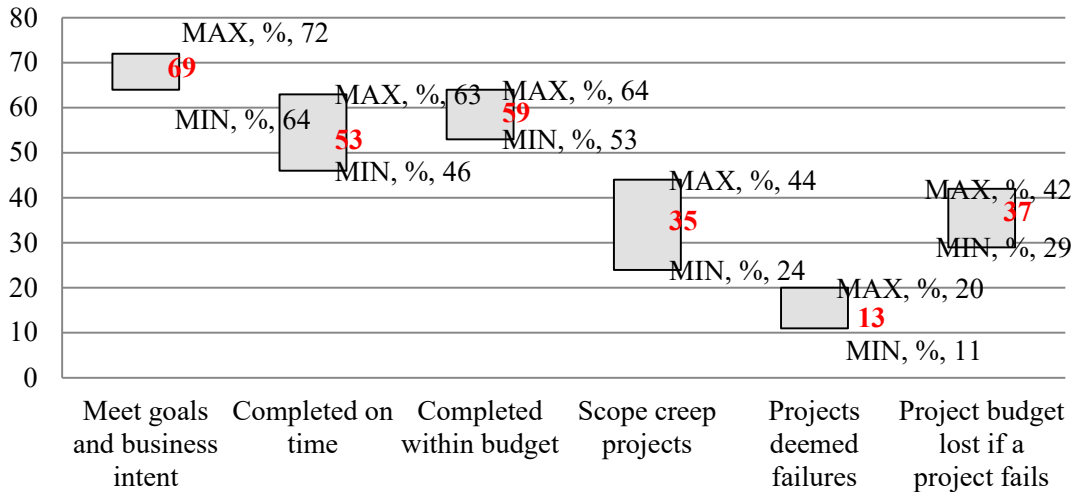 80
MAX, %, 72
70
69
MAX, %, 63
MAX, %, 64
60
MIN, %, 64
59
53
MIN, %, 53
50
MIN, %, 46
MAX, %, 44
MAX, %, 42
40
35
37
30
MIN, %, 29
MIN, %, 24
20
MAX, %, 20
13
10
MIN, %, 11
0
Meet goals
and business
intent
Completed on
time
Completed
within budget
Scope creep
projects
Projects
deemed
failures
Project budget
lost if a
project fails